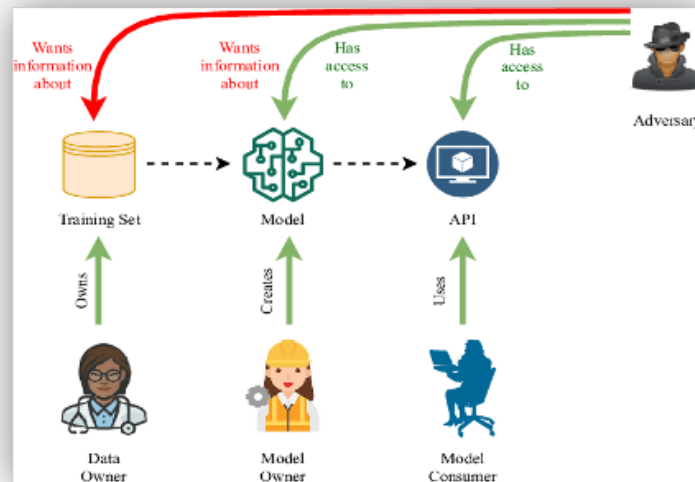 Wants
information
about
Wants
information
about
Has
access
to
Has
access
to
Adversary
Training Set
Model
API
Owns
Creates
Uses
Data
Owner
Model
Owner
Model
Consumer